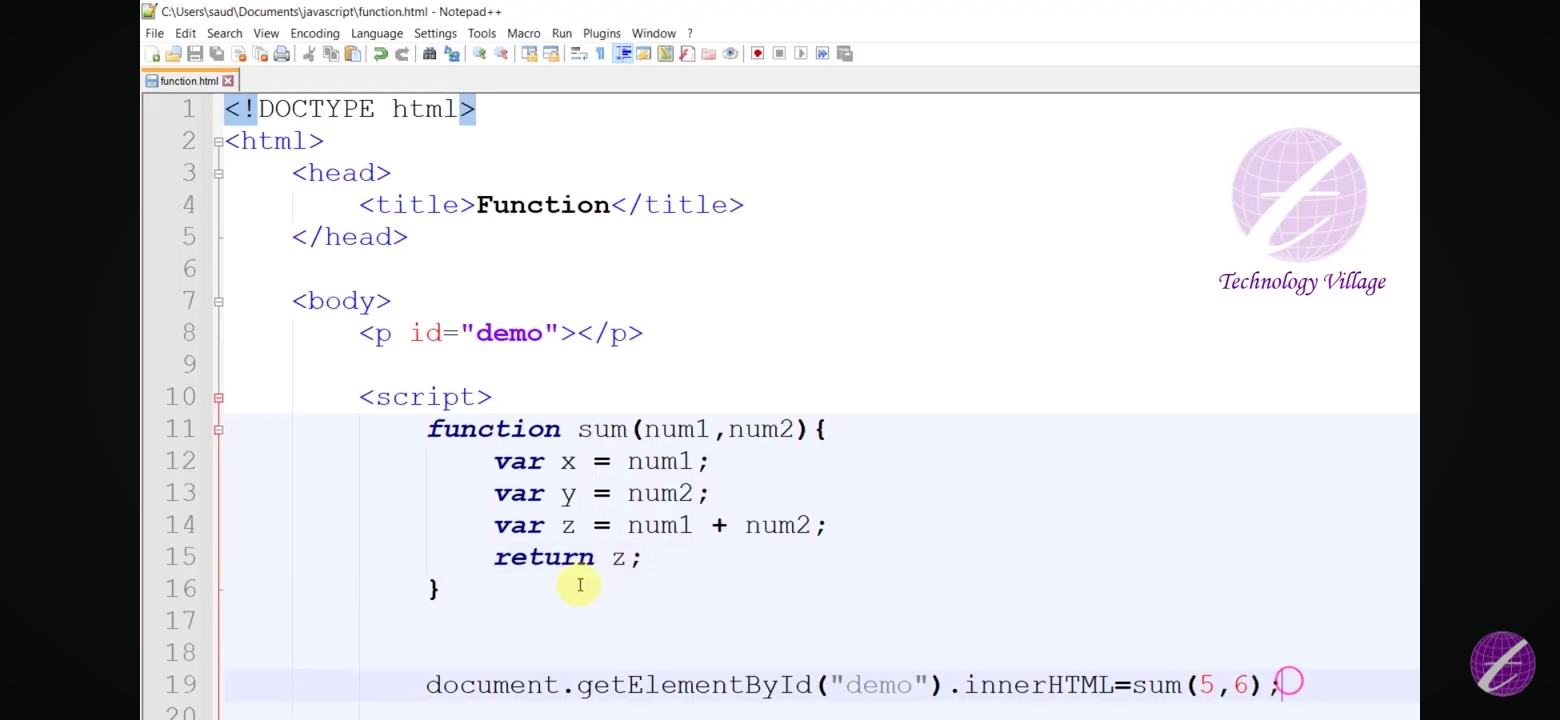 C:\Users\saud\Documents\javascript\function.html - Notepad++
File Edit Search View Encoding Language Settings Tools Macro Run Plugins Window ?
function.html
1 <!DOCTYPE html>
2 <html>
3 <head>
4 <title>Function</title>
5 </head>
6
7 <body>
8 <p id="demo"></p>
9
10 <script>
11 function sum(num1,num2){
12 var x = num1;
13 var y = num2;
14 var z = num1 + num2;
15 return z;
16 }
17
18
19 document.getElementById("demo").innerHTML=sum(5,6);
20
Technology Village